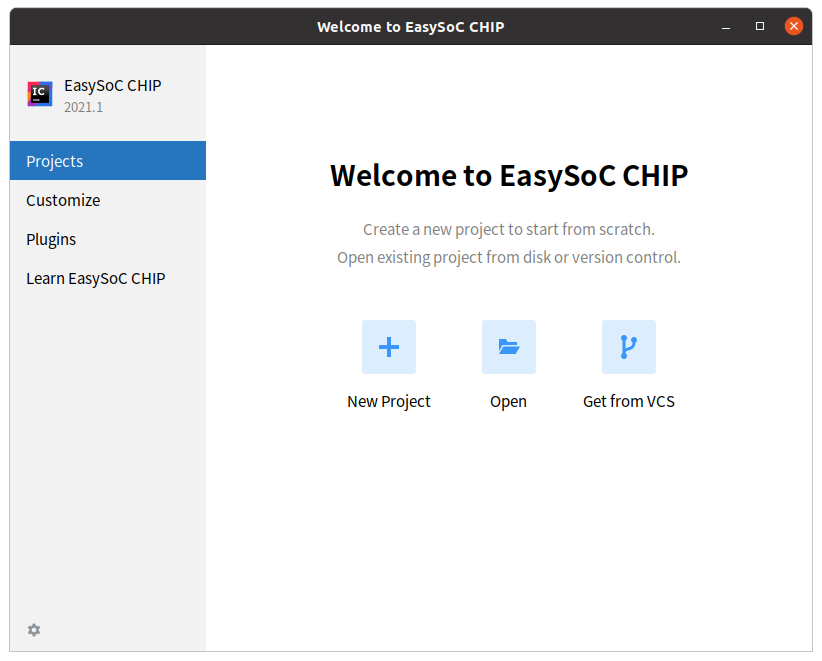 Welcome to EasySoC CHIP
IC
EasySoC CHIP
2021.1
Projects
Customize
Plugins
Learn EasySoC CHIP
Welcome to EasySoC CHIP
Create a new project to start from scratch.
Open existing project from disk or version control.
New Project
Open
Get from VCS